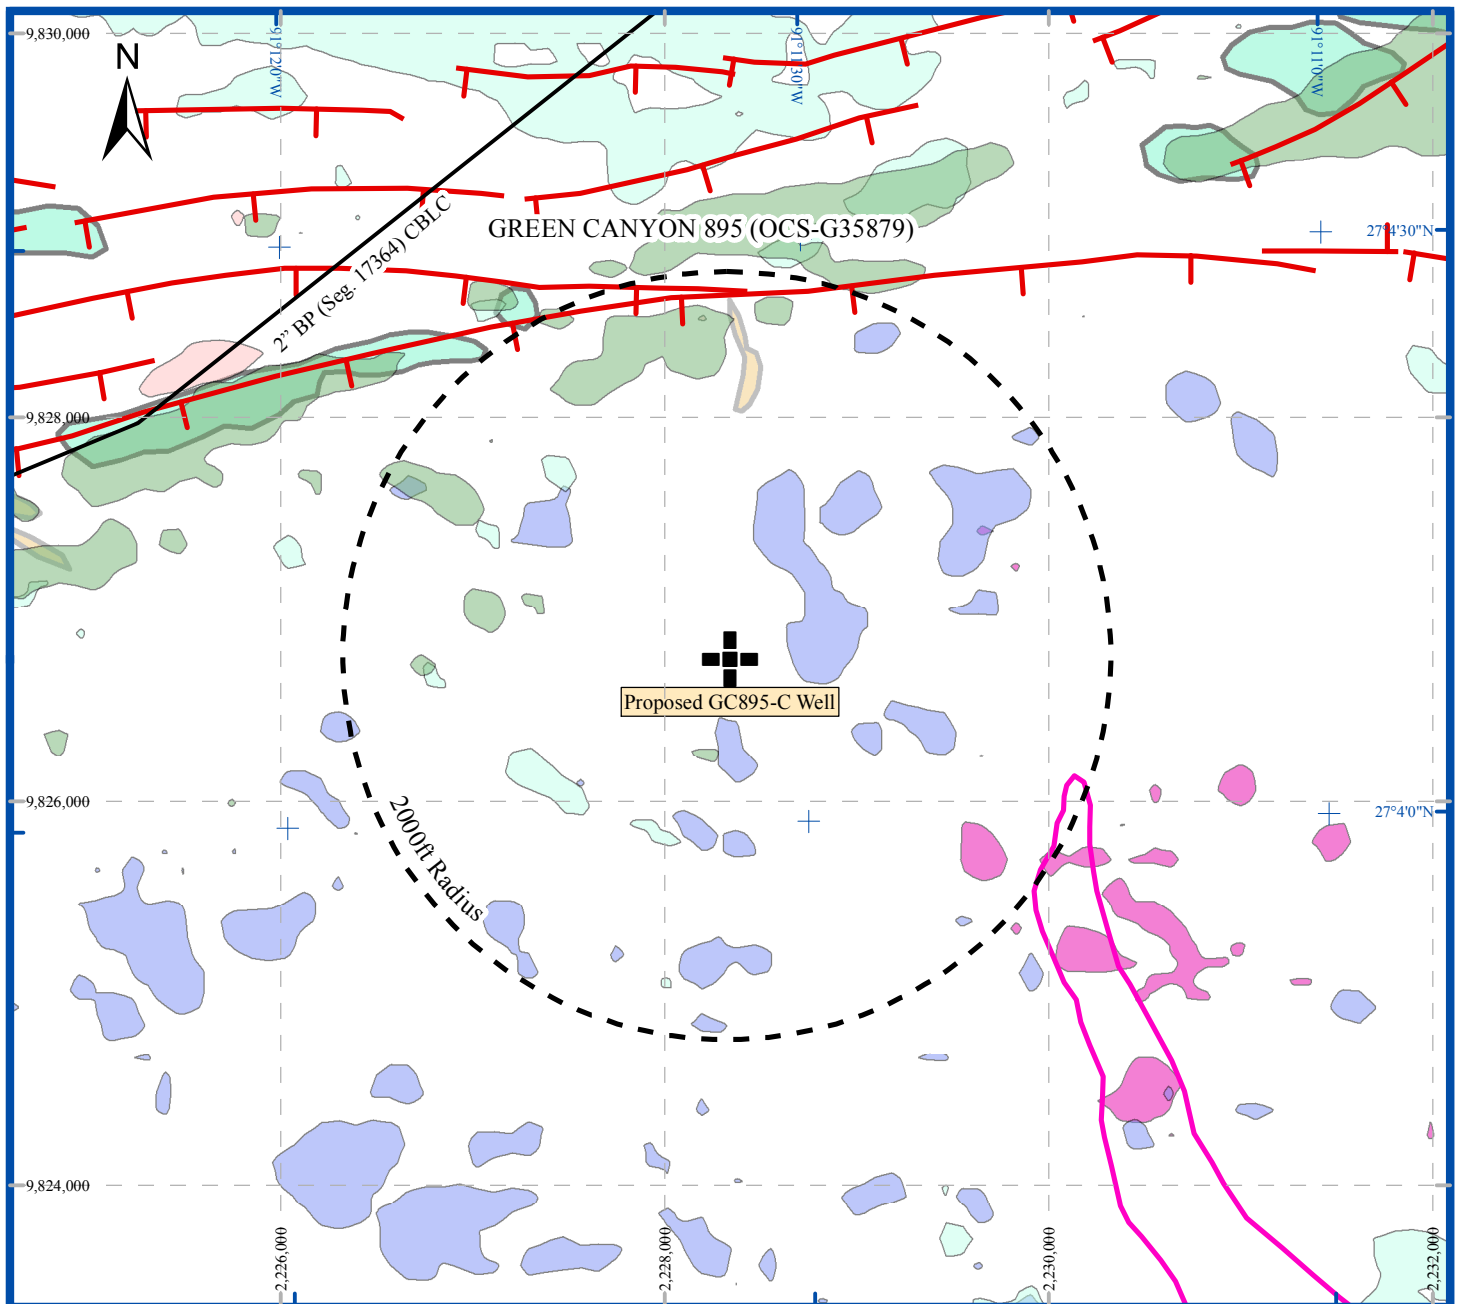 9,830,000
N
91°12'0"W
91°11'30"W
91°11'0"W
GREEN CANYON 895 (OCS-G35879)
27°4'30"N
2” BP (Seg. 17364) CBLC
9,828,000
Proposed GC895-C Well
9,826,000
2000ft Radius
27°4'0"N
9,824,000
2,226,000
2,228,000
2,230,000
2,232,000